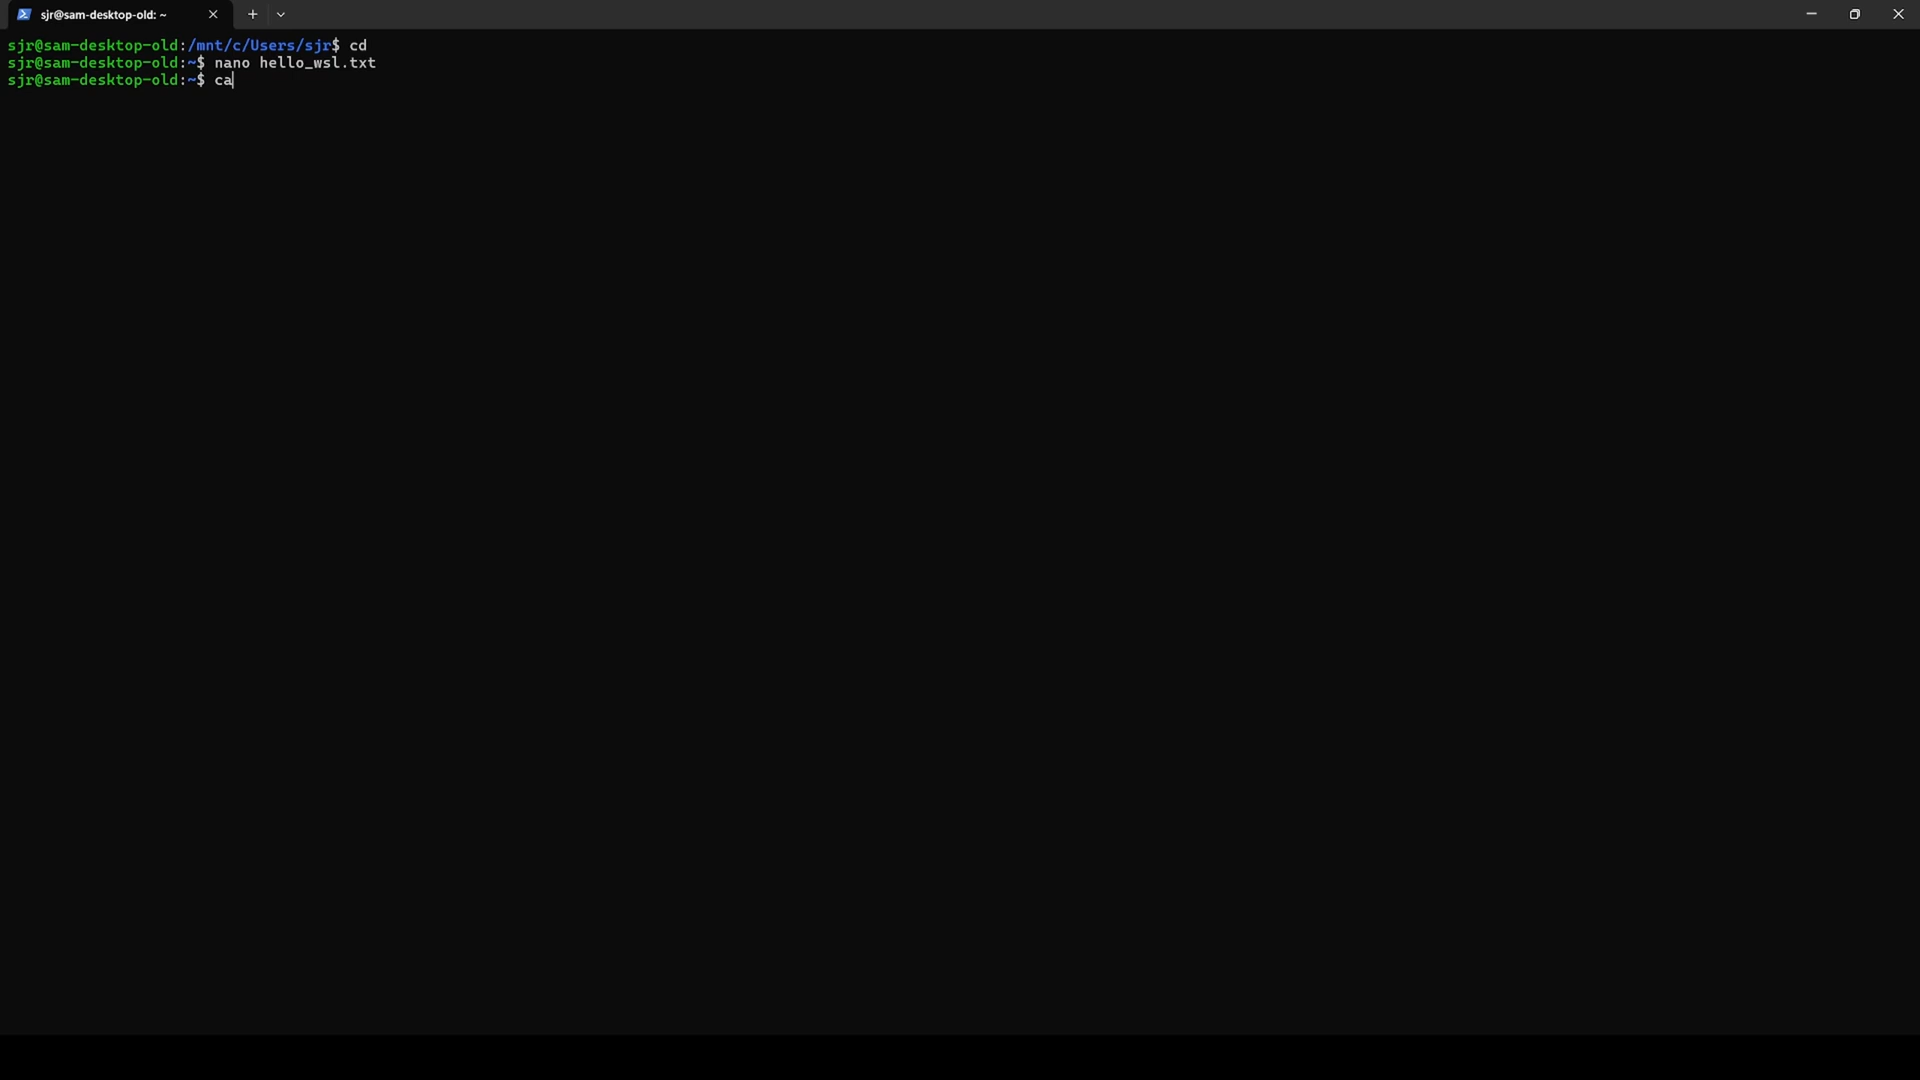 sjr@sam-desktop-old: ~
sjr@sam-desktop-old:/mnt/c/Users/sjr$ cd
sjr@sam-desktop-old:~$ nano hello_wsl.txt
sjr@sam-desktop-old:~$ ca